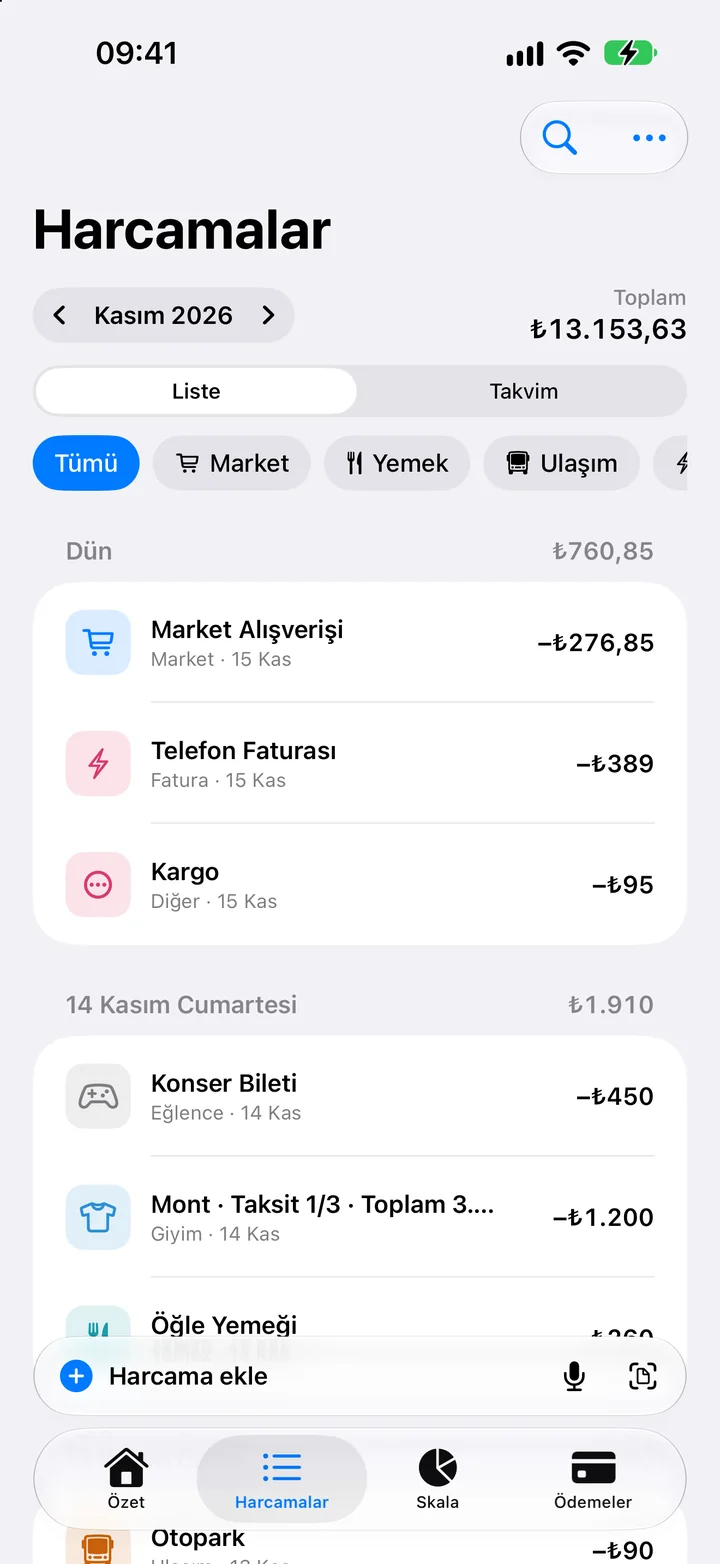 09:41
Harcamalar
Kasım 2026
Toplam
₺13.153,63
Liste
Takvim
Tümü
Market
Yemek
Ulaşım
Dün
₺760,85
Market Alışverişi
Market · 15 Kas
−₺276,85
Telefon Faturası
Fatura · 15 Kas
−₺389
Kargo
Diğer · 15 Kas
−₺95
14 Kasım Cumartesi
₺1.910
Konser Bileti
Eğlence · 14 Kas
−₺450
Mont · Taksit 1/3 · Toplam 3....
Giyim · 14 Kas
−₺1.200
Öğle Yemeği
₺260
Harcama ekle
Özet
Harcamalar
Skala
Ödemeler
Otopark
−₺90